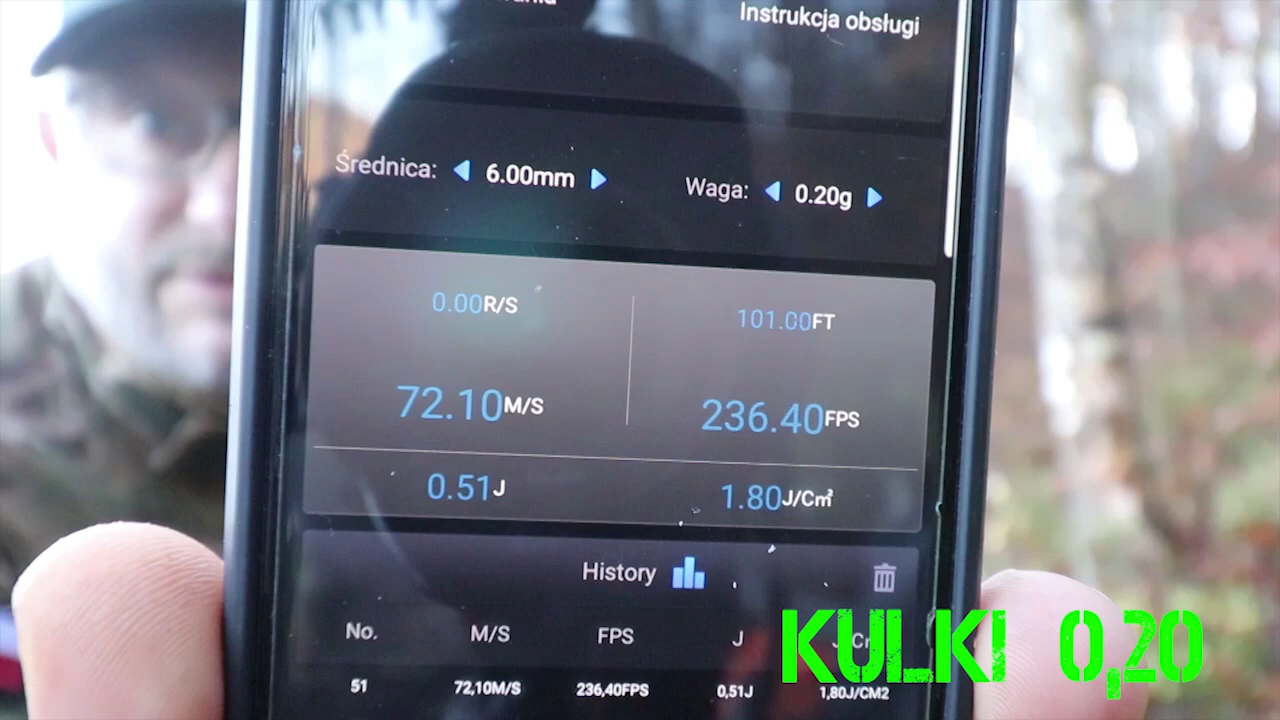 Instrukcja obsługi
Średnica: 6.00mm Waga: 0.20g
0.00R/S 101.00FT
72.10M/S 236.40FPS
0.51J 1.80J/Cm²
History
No. M/S FPS J
51 72,10M/S 236,40FPS 0,51J 1,80J/CM2
KULKI 0,20